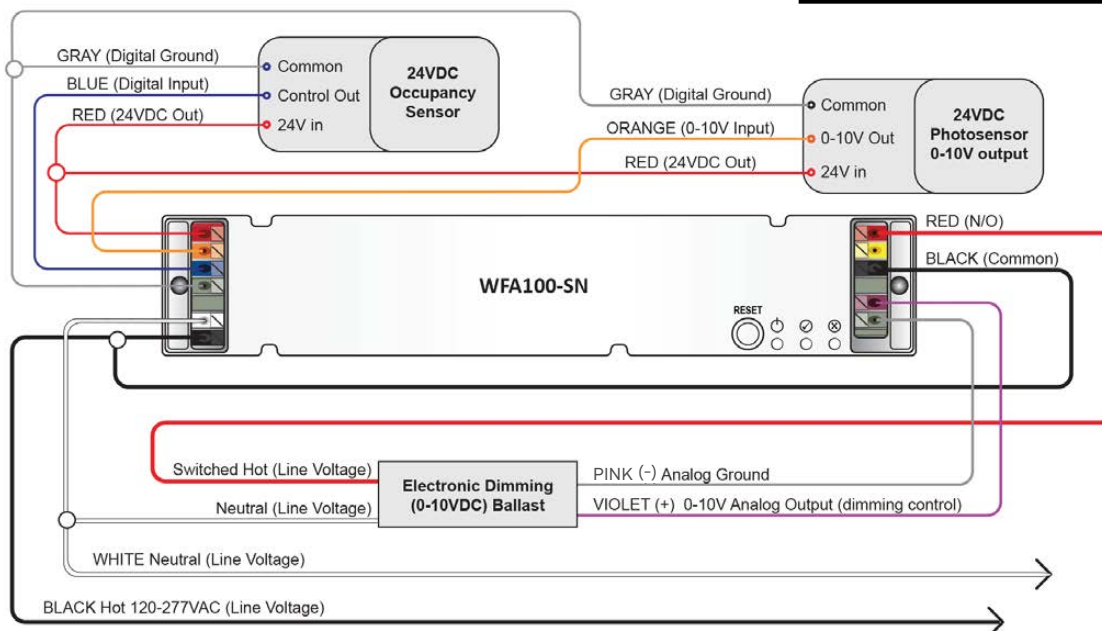 GRAY (Digital Ground)
BLUE (Digital Input)
RED (24VDC Out)
Common
Control Out
24V in
24VDC
Occupancy
Sensor
GRAY (Digital Ground)
ORANGE (0-10V Input)
RED (24VDC Out)
Common
0-10V Out
24V in
24VDC
Photosensor
0-10V output
RED (N/O)
BLACK (Common)
WFA100-SN
RESET
Switched Hot (Line Voltage)
Neutral (Line Voltage)
Electronic Dimming
(0-10VDC) Ballast
PINK (-) Analog Ground
VIOLET (+) 0-10V Analog Output (dimming control)
WHITE Neutral (Line Voltage)
BLACK Hot 120-277VAC (Line Voltage)